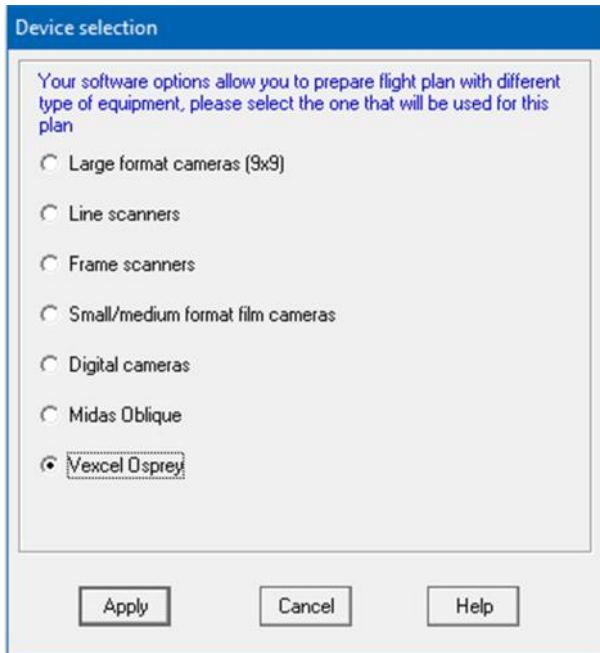 Device selection
Your software options allow you to prepare flight plan with different
type of equipment, please select the one that will be used for this
plan
Large format cameras (9x9)
Line scanners
Frame scanners
Small/medium format film cameras
Digital cameras
Midas Oblique
Vexcel Osprey
Apply Cancel Help